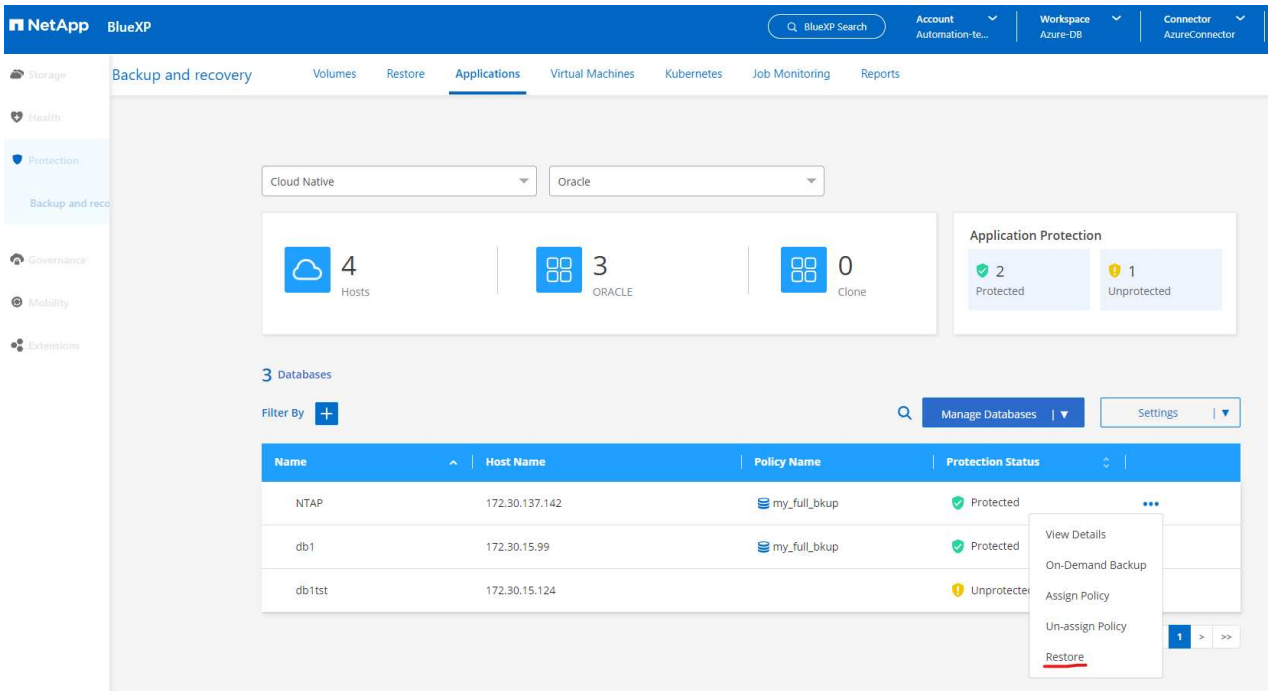 NetApp BlueXP
BlueXP Search
Account
Automation-te...
Workspace
Azure-DB
Connector
AzureConnector
Storage
Health
Protection
Backup and reco
Governance
Mobility
Extensions
Backup and recovery
Volumes Restore Applications Virtual Machines Kubernetes Job Monitoring Reports
Cloud Native Oracle
4
Hosts
3
ORACLE
0
Clone
Application Protection
2
Protected
1
Unprotected
3 Databases
Filter By +
Manage Databases | ▼
Settings | ▼
Name Host Name Policy Name Protection Status
NTAP 172.30.137.142 my_full_bkup Protected •••
db1 172.30.15.99 my_full_bkup Protected
db1tst 172.30.15.124 Unprotected
View Details
On-Demand Backup
Assign Policy
Un-assign Policy
Restore
1 > >>